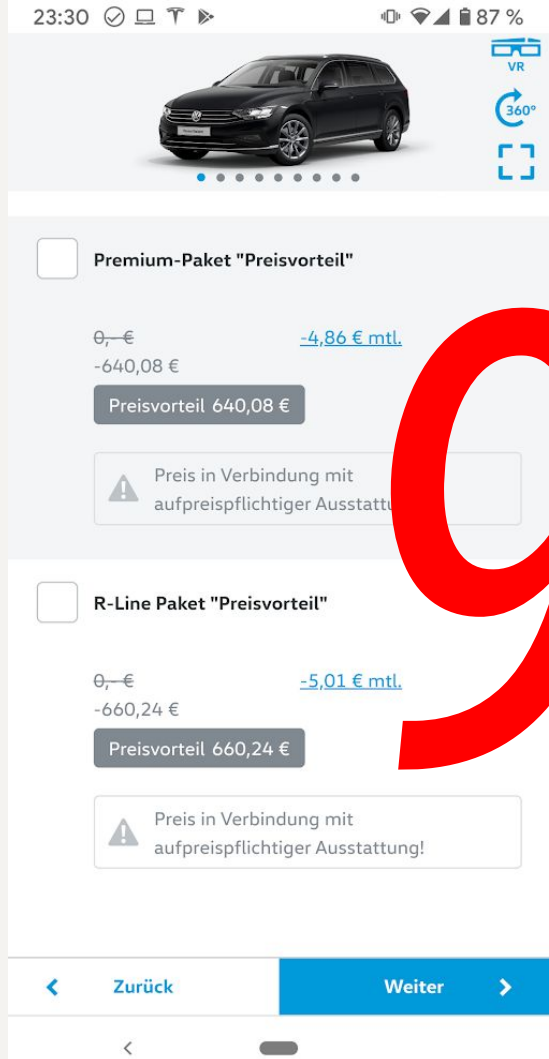 23:30 87 %
VR
360°
Premium-Paket "Preisvorteil"
0,- € -4,86 € mtl.
-640,08 €
Preisvorteil 640,08 €
Preis in Verbindung mit
aufpreispflichtiger
9
R-Line Paket "Preisvorteil"
0,- € -5,01 € mtl.
-660,24 €
Preisvorteil 660,24 €
Preis in Verbindung mit
aufpreispflichtiger Ausstattung!
Zurück Weiter